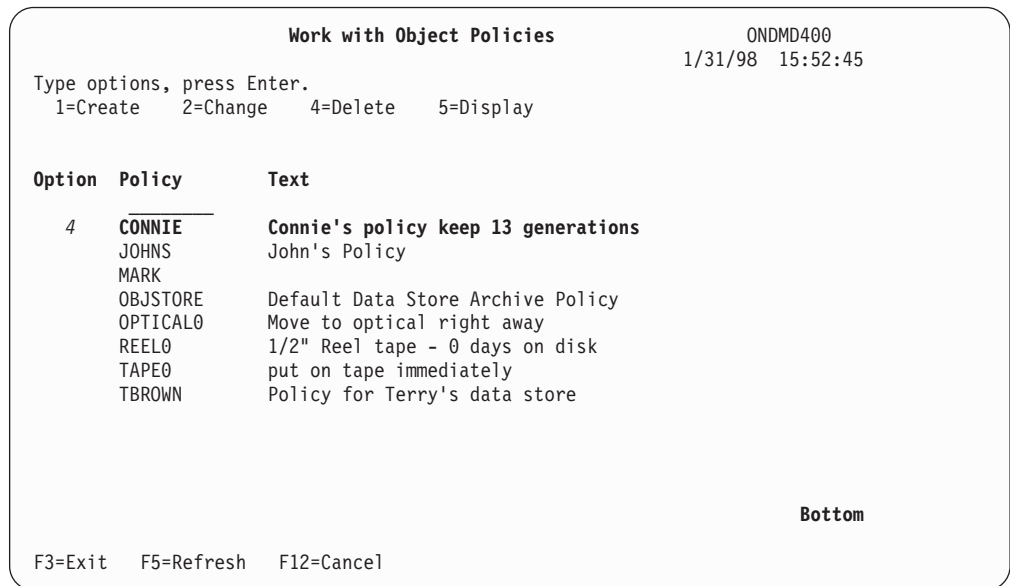 Work with Object Policies ONDMD400
1/31/98 15:52:45
Type options, press Enter.
1=Create 2=Change 4=Delete 5=Display
Option Policy Text
________
4 CONNIE Connie's policy keep 13 generations
JOHNS John's Policy
MARK
OBJSTORE Default Data Store Archive Policy
OPTICAL0 Move to optical right away
REEL0 1/2" Reel tape - 0 days on disk
TAPE0 put on tape immediately
TBROWN Policy for Terry's data store
Bottom
F3=Exit F5=Refresh F12=Cancel